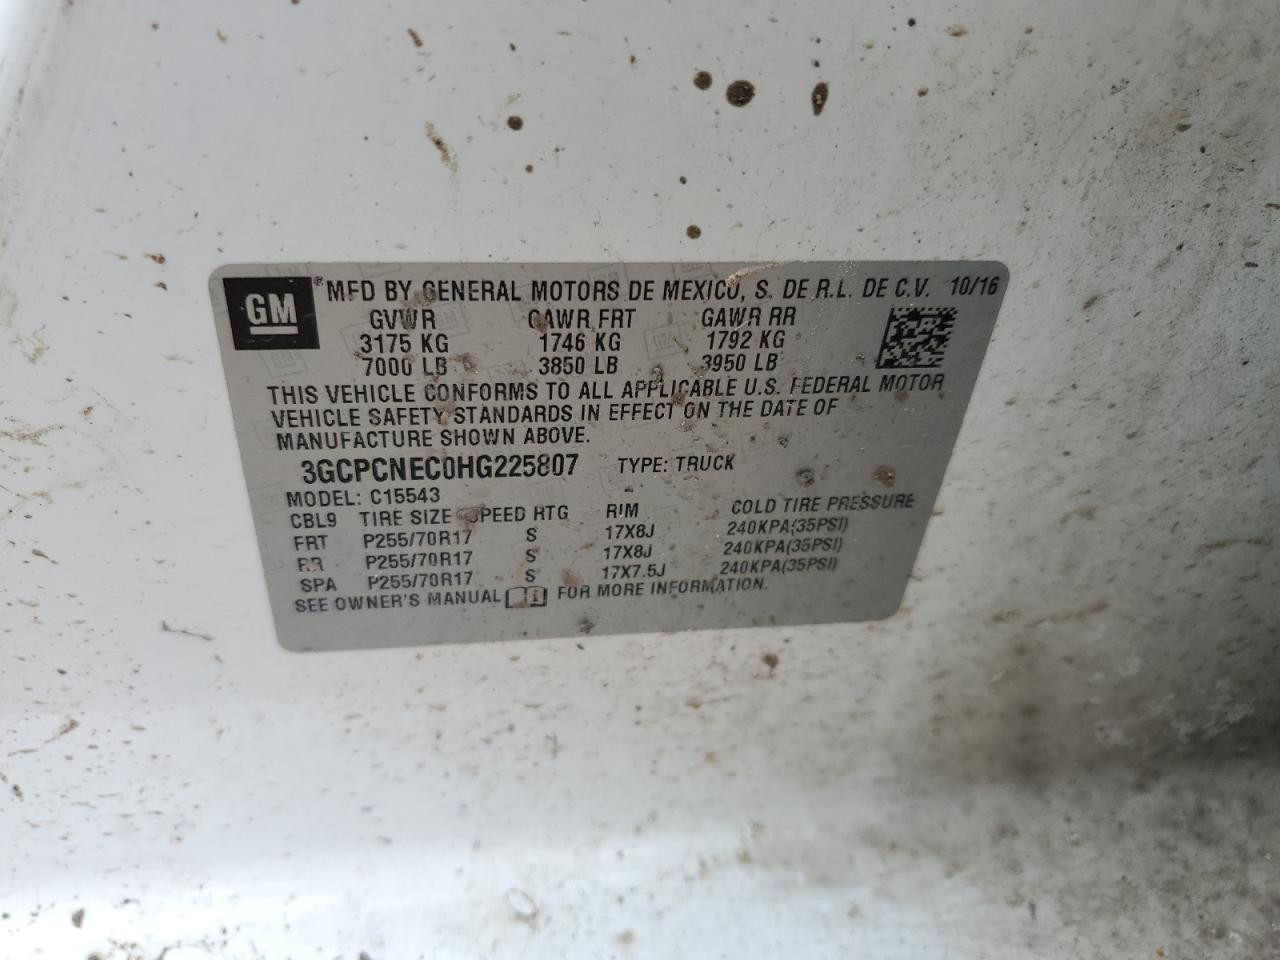 GM ® MFD BY GENERAL MOTORS DE MEXICO, S. DE R.L. DE C.V. 10/16
GVWR GAWR FRT GAWR RR
3175 KG 1746 KG 1792 KG
7000 LB 3850 LB 3950 LB
THIS VEHICLE CONFORMS TO ALL APPLICABLE U.S. FEDERAL MOTOR
VEHICLE SAFETY STANDARDS IN EFFECT ON THE DATE OF
MANUFACTURE SHOWN ABOVE.
3GCPCNEC0HG225807 TYPE: TRUCK
MODEL: C15543
CBL9 TIRE SIZE SPEED RTG RIM COLD TIRE PRESSURE
FRT P255/70R17 S 17X8J 240KPA(35PSI)
RR P255/70R17 S 17X8J 240KPA(35PSI)
SPA P255/70R17 S 17X7.5J 240KPA(35PSI)
SEE OWNER'S MANUAL FOR MORE INFORMATION.